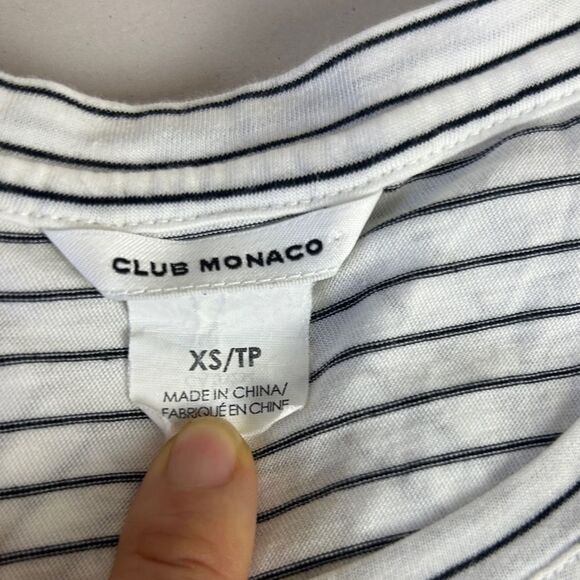 CLUB MONACO
XS/TP
MADE IN CHINA/
FABRIQUÉ EN CHINE